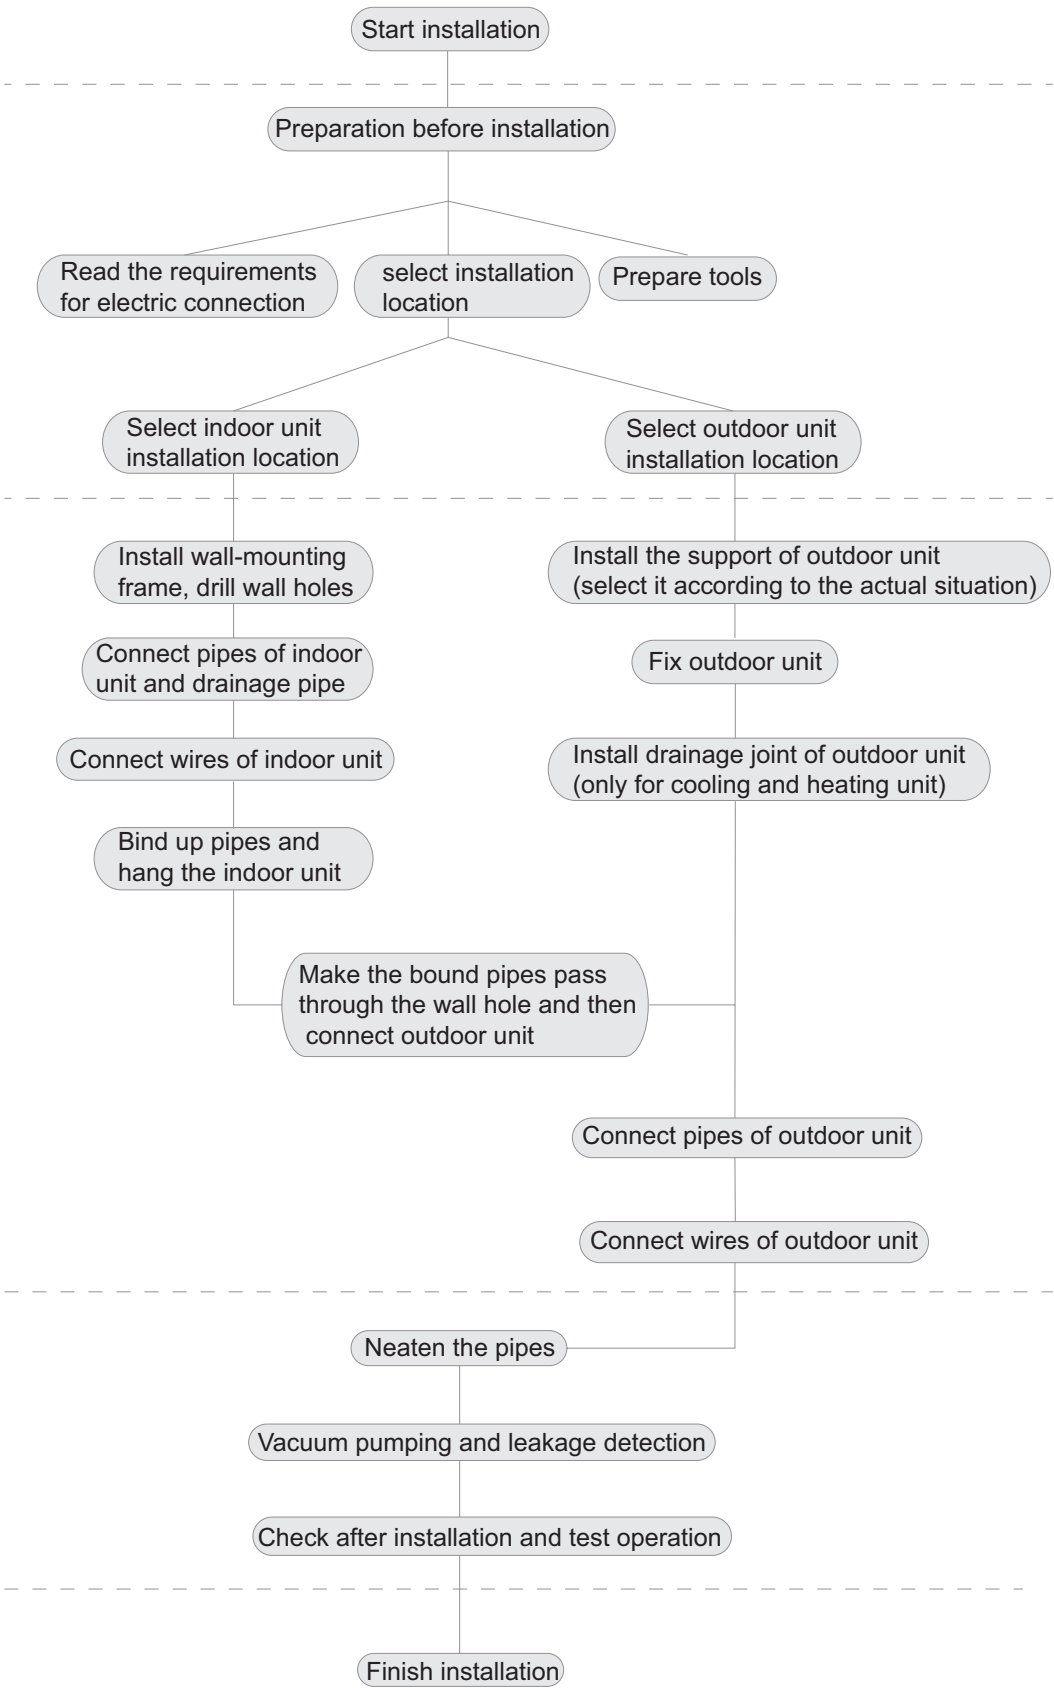 Start installation
Preparation before installation
Read the requirements
for electric connection
select installation
location
Prepare tools
Select indoor unit
installation location
Select outdoor unit
installation location
Install wall-mounting
frame, drill wall holes
Install the support of outdoor unit
(select it according to the actual situation)
Connect pipes of indoor
unit and drainage pipe
Fix outdoor unit
Connect wires of indoor unit
Install drainage joint of outdoor unit
(only for cooling and heating unit)
Bind up pipes and
hang the indoor unit
Make the bound pipes pass
through the wall hole and then
connect outdoor unit
Connect pipes of outdoor unit
Connect wires of outdoor unit
Neaten the pipes
Vacuum pumping and leakage detection
Check after installation and test operation
Finish installation